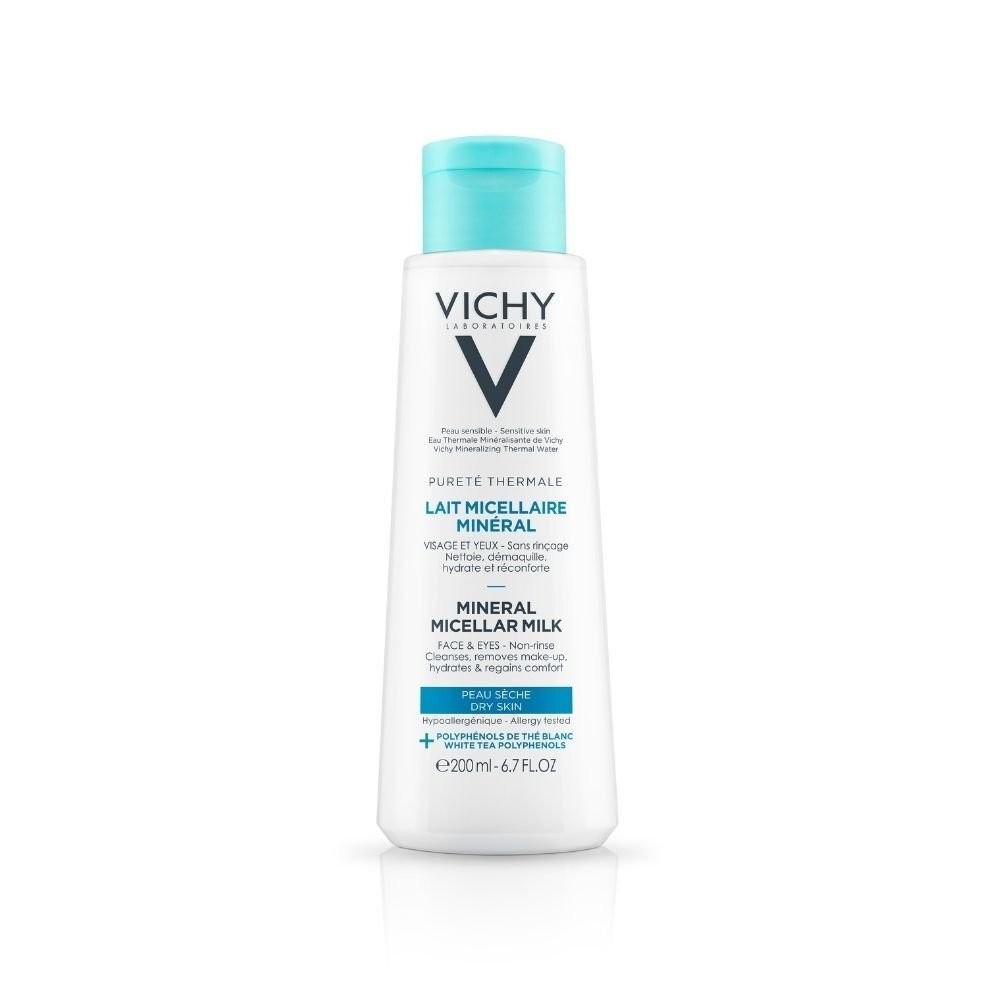 VICHY
LABORATOIRES
V
Peau sensible - Sensitive skin
Eau Thermale Minéralisante de Vichy
Vichy Mineralizing Thermal Water
PURETÉ THERMALE
LAIT MICELLAIRE
MINÉRAL
VISAGE ET YEUX - Sans rinçage
Nettoie, démaquille,
hydrate et réconforte
MINERAL
MICELLAR MILK
FACE & EYES - Non-rinse
Cleanses, removes make-up,
hydrates & regains comfort
PEAU SÈCHE
DRY SKIN
Hypoallergénique - Allergy tested
+ POLYPHÉNOLS DE THÉ BLANC
WHITE TEA POLYPHENOLS
℮200 ml - 6.7 FL.OZ